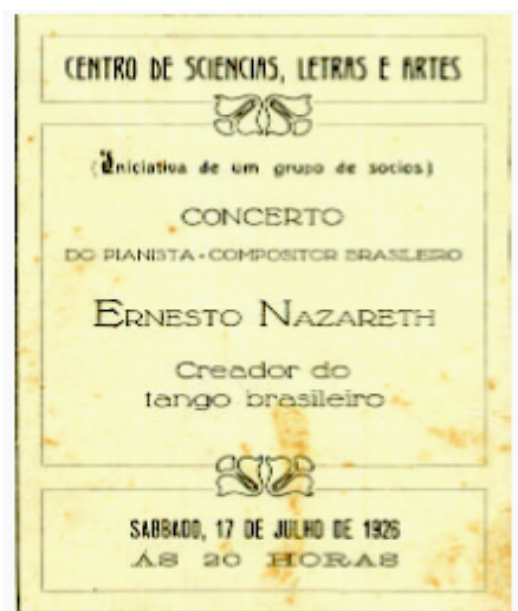 CENTRO DE SCIENCIAS, LETRAS E ARTES
(Iniciativa de um grupo de socios)
CONCERTO
DO PIANISTA-COMPOSITOR BRASILEIRO
ERNESTO NAZARETH
Creador do
tango brasileiro
SABBADO, 17 DE JULHO DE 1926
ÁS 20 HORAS